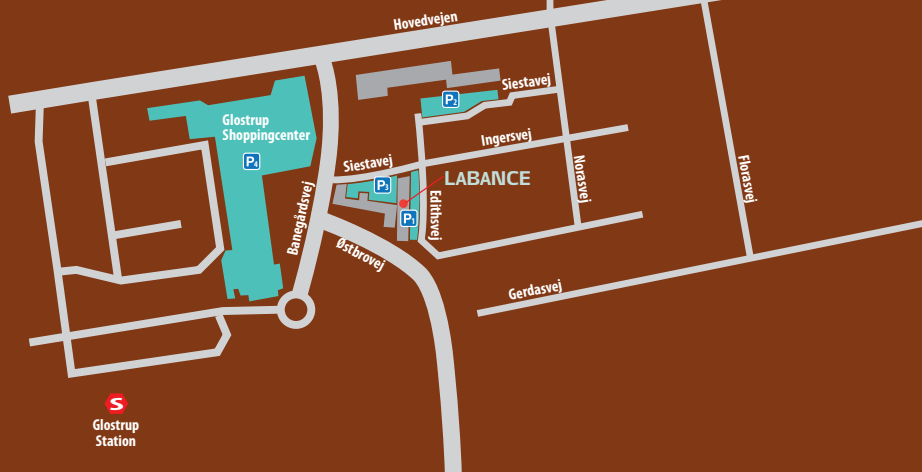 Hovedvejen
Siestavej
P2
Glostrup
Shoppingcenter
P4
Ingersvej
Siestavej
P3
LABANCE
Norasvej
Florasvej
Banegårdsvej
Edithsvej
P1
Østbrovej
Gerdasvej
S
Glostrup
Station